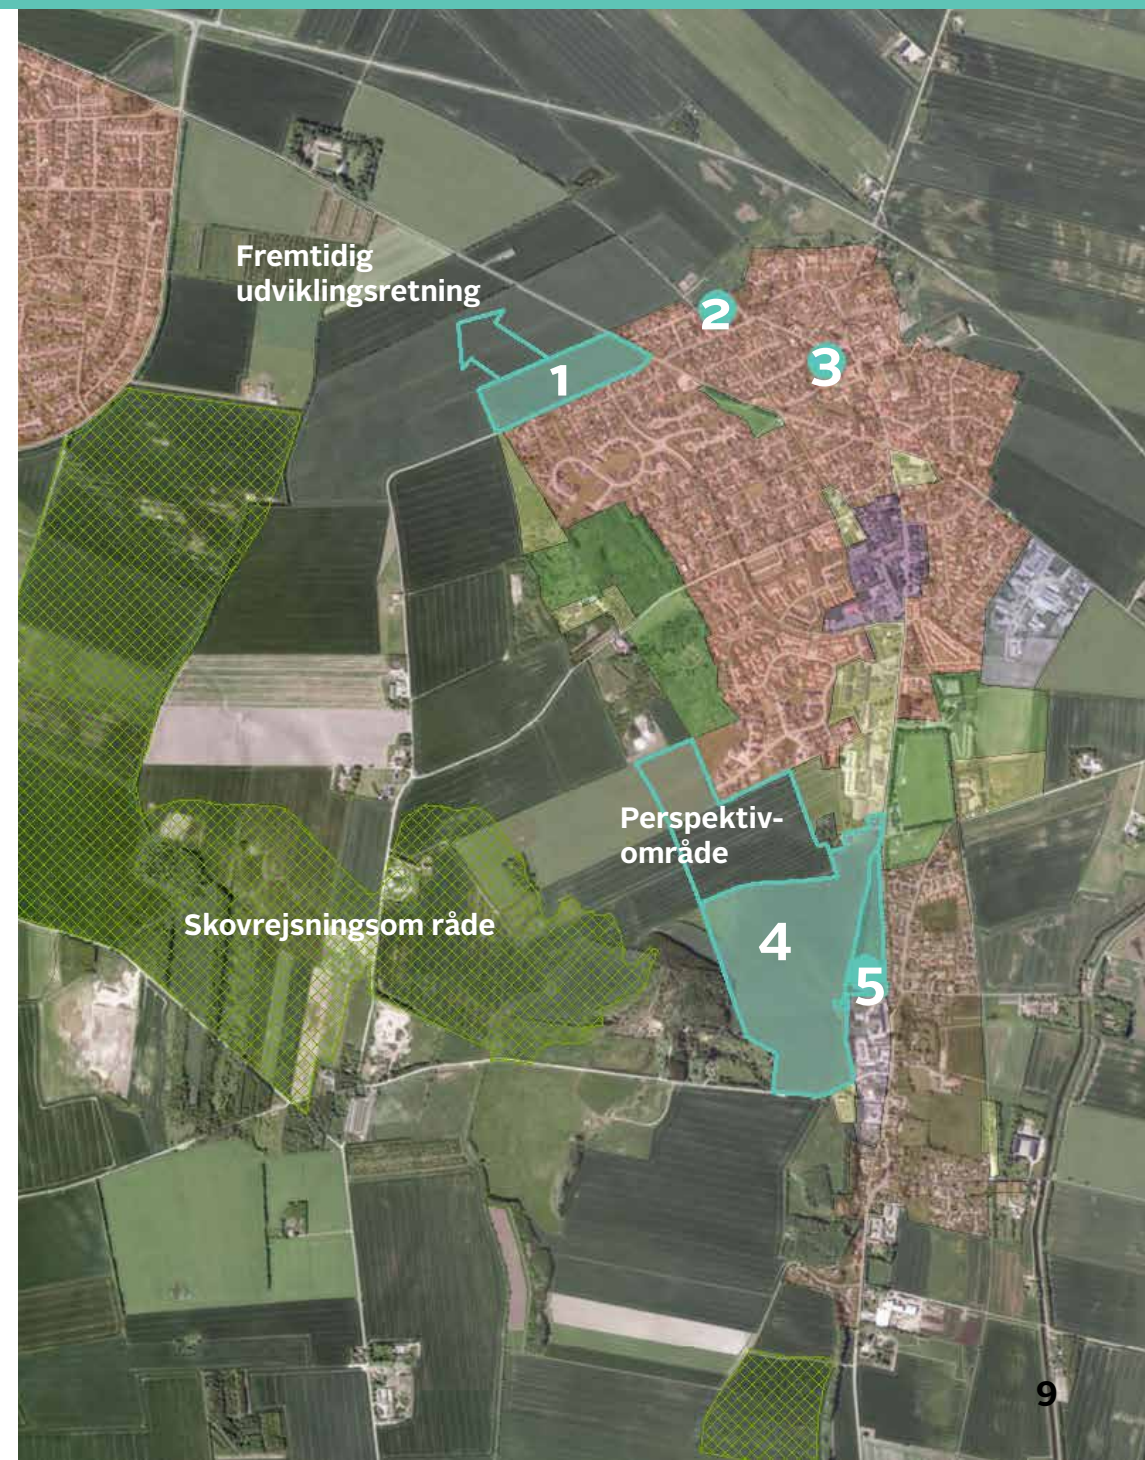 Fremtidig
udviklingsretning
1
2
3
Perspektiv-
område
Skovrejsningsom råde
4
5
9